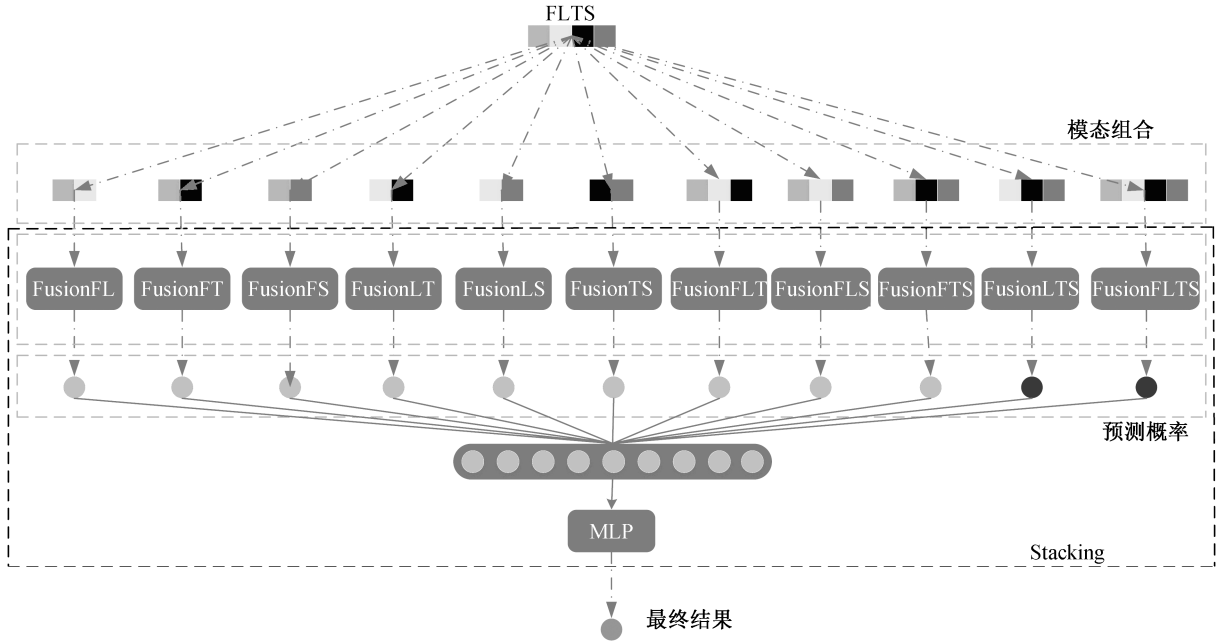 FLTS
模态组合
FusionFL
FusionFT
FusionFS
FusionLT
FusionLS
FusionTS
FusionFLT
FusionFLS
FusionFTS
FusionLTS
FusionFLTS
预测概率
MLP
Stacking
最终结果